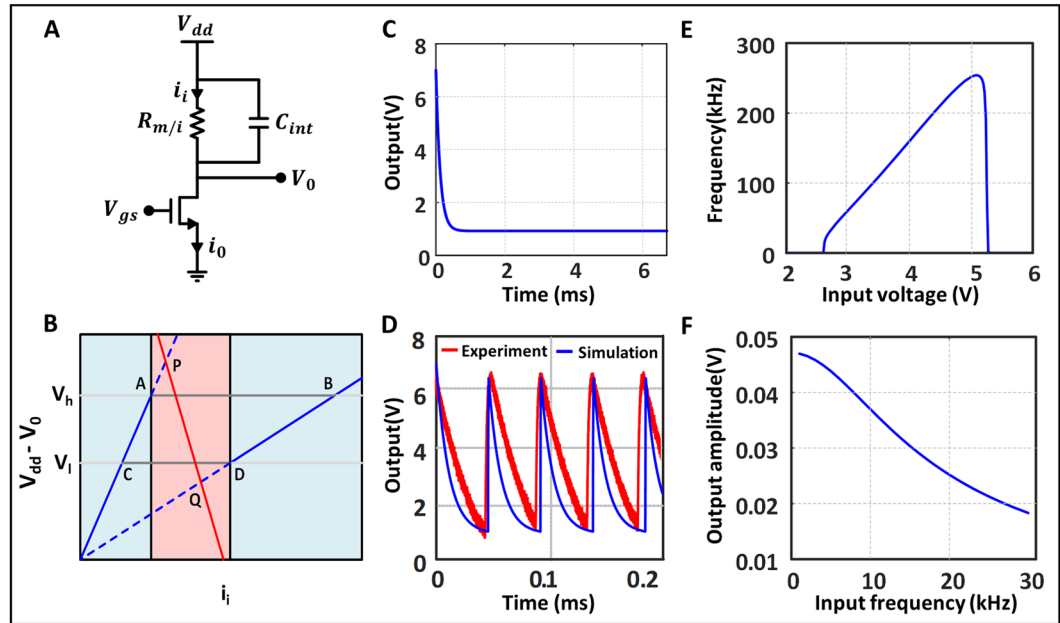 A
V_dd
i_i
R_m/i
C_int
V_0
V_gs
i_0
B
V_dd - V_0
V_h
V_l
A
P
B
C
D
Q
i_i
C
Output(V)
8
6
4
2
0
0 2 4 6
Time (ms)
D
Output(V)
8
6
4
2
0
Experiment Simulation
0 0.1 0.2
Time (ms)
E
Frequency(kHz)
300
200
100
0
2 3 4 5 6
Input voltage (V)
F
Output amplitude(V)
0.05
0.04
0.03
0.02
0.01
0 10 20 30
Input frequency (kHz)